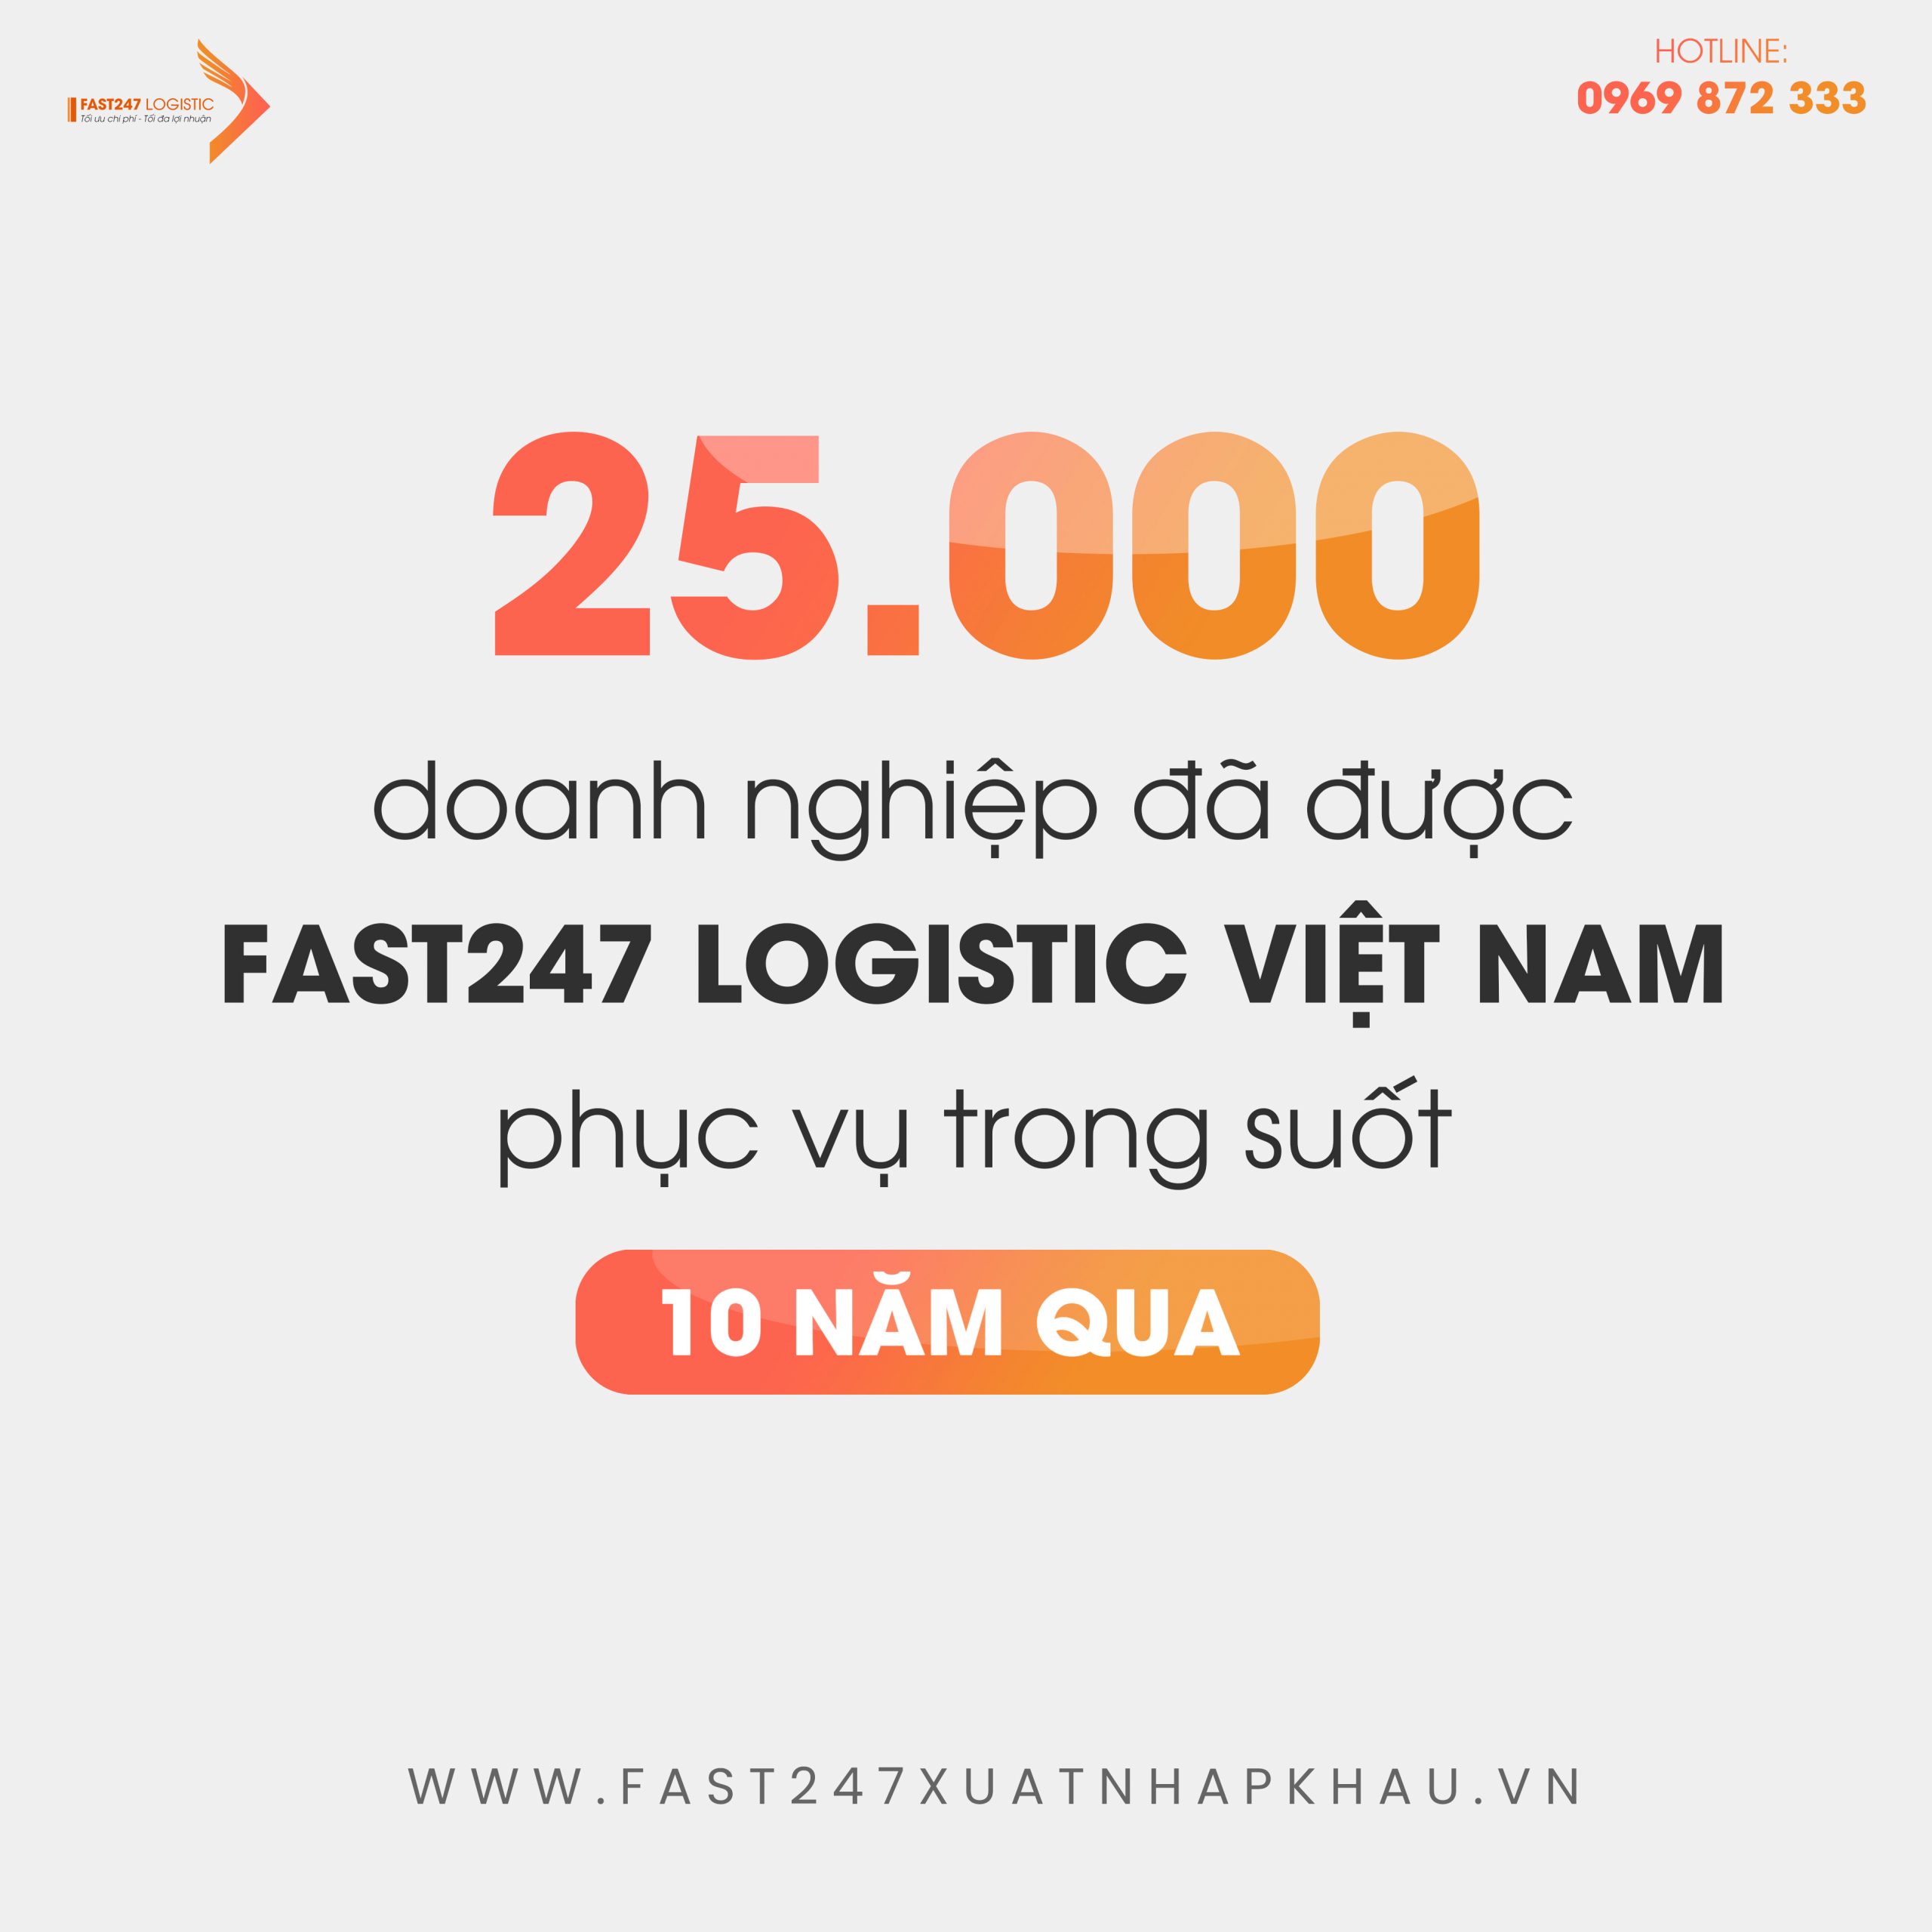 FAST247 LOGISTIC
Tối ưu chi phí - Tối đa lợi nhuận
HOTLINE:
0969 872 333
25.000
doanh nghiệp đã được
FAST247 LOGISTIC VIỆT NAM
phục vụ trong suốt
10 NĂM QUA
WWW.FAST247XUATNHAPKHAU.VN